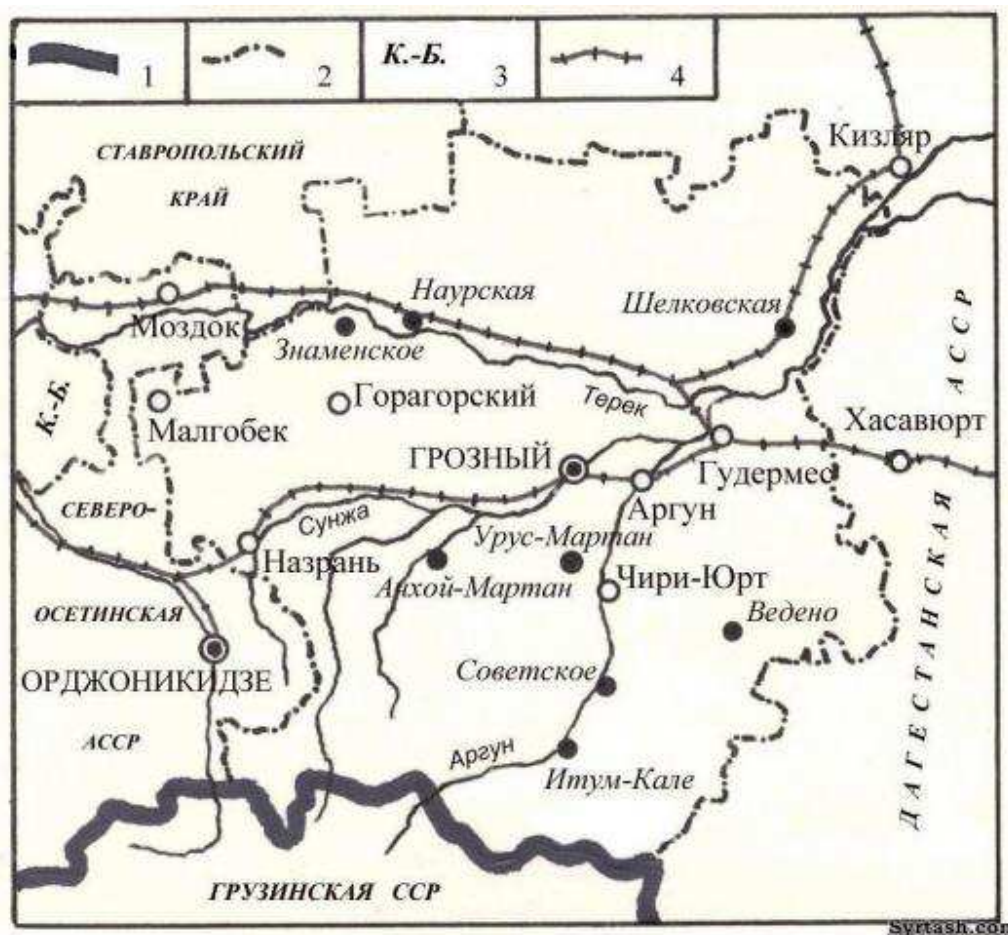 1
2
К.-Б.
3
4
Кизляр
СТАВРОПОЛЬСКИЙ
КРАЙ
Наурская
Шелковская
Моздок
Знаменское
АССР
К.-Б.
Малгобек
Горагорский
Терек
Хасавюрт
ГРОЗНЫЙ
Гудермес
СЕВЕРО-
Сунжа
Аргун
Урус-Мартан
Назрань
Ачхой-Мартан
Чири-Юрт
ОСЕТИНСКАЯ
Ведено
ДАГЕСТАНСКАЯ
Советское
ОРДЖОНИКИДЗЕ
АССР
Аргун
Итум-Кале
ГРУЗИНСКАЯ ССР